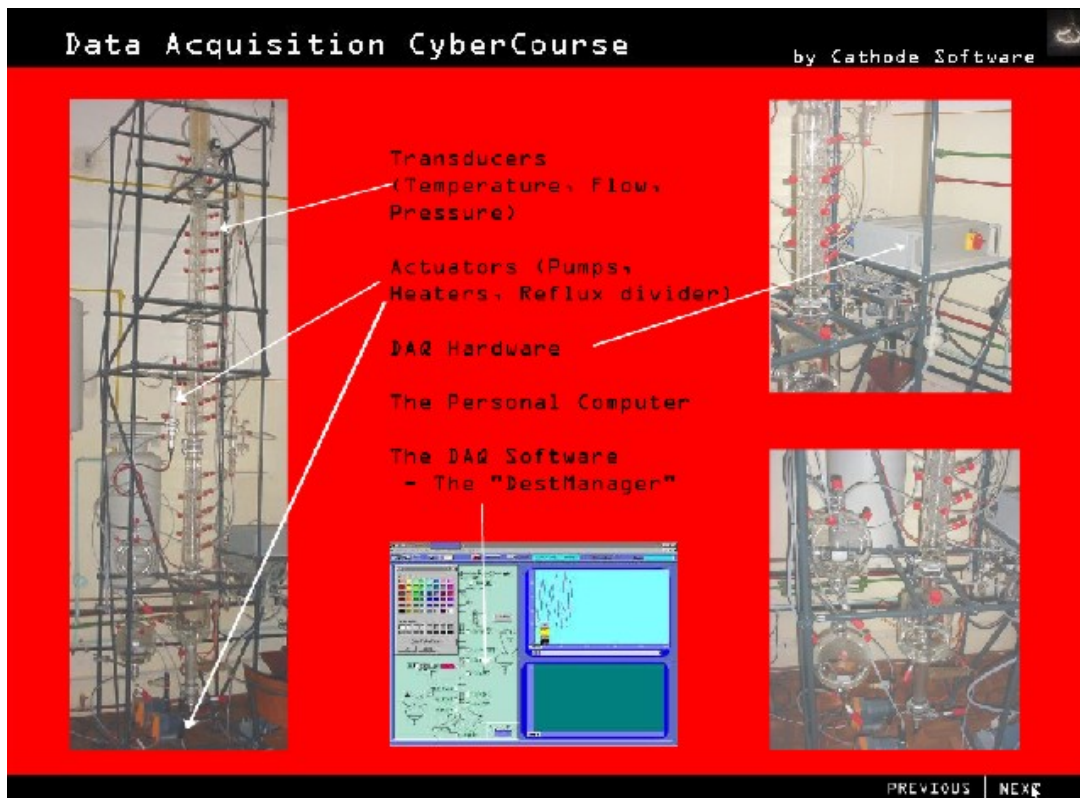 Data Acquisition CyberCourse
by Cathode Software
Transducers
(Temperature, Flow,
Pressure)
Actuators (Pumps,
Heaters, Reflux divider)
DAQ Hardware
The Personal Computer
The DAQ Software
- The "DestManager"
PREVIOUS | NEXT